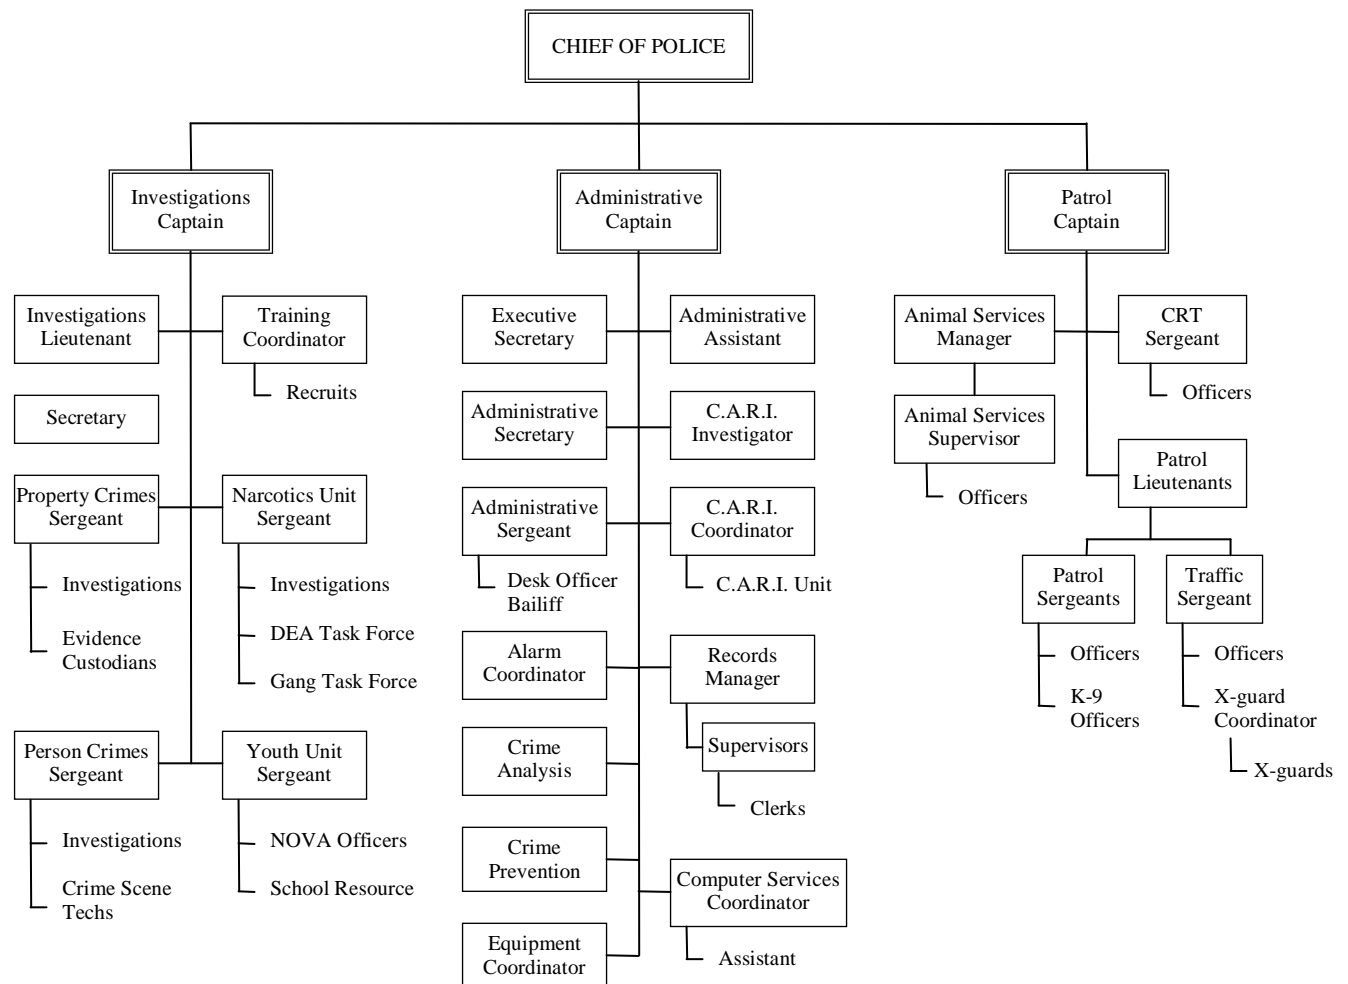 CHIEF OF POLICE
Investigations
Captain
Administrative
Captain
Patrol
Captain
Investigations
Lieutenant
Training
Coordinator
Recruits
Secretary
Property Crimes
Sergeant
Investigations
Evidence
Custodians
Narcotics Unit
Sergeant
Investigations
DEA Task Force
Gang Task Force
Person Crimes
Sergeant
Investigations
Crime Scene
Techs
Youth Unit
Sergeant
NOVA Officers
School Resource
Executive
Secretary
Administrative
Assistant
Administrative
Secretary
C.A.R.I.
Investigator
Administrative
Sergeant
Desk Officer
Bailiff
C.A.R.I.
Coordinator
C.A.R.I. Unit
Alarm
Coordinator
Records
Manager
Supervisors
Clerks
Crime
Analysis
Crime
Prevention
Computer Services
Coordinator
Assistant
Equipment
Coordinator
Animal Services
Manager
Animal Services
Supervisor
Officers
CRT
Sergeant
Officers
Patrol
Lieutenants
Patrol
Sergeants
Officers
K-9
Officers
Traffic
Sergeant
Officers
X-guard
Coordinator
X-guards